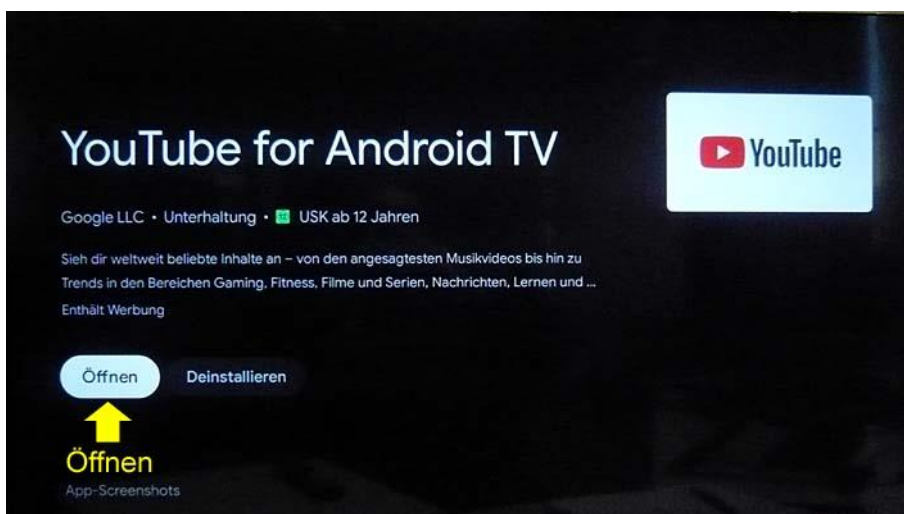 YouTube for Android TV
YouTube
Google LLC • Unterhaltung • 12 USK ab 12 Jahren
Sieh dir weltweit beliebte Inhalte an – von den angesagtesten Musikvideos bis hin zu
Trends in den Bereichen Gaming, Fitness, Filme und Serien, Nachrichten, Lernen und ...
Enthält Werbung
Öffnen Deinstallieren
Öffnen
App-Screenshots